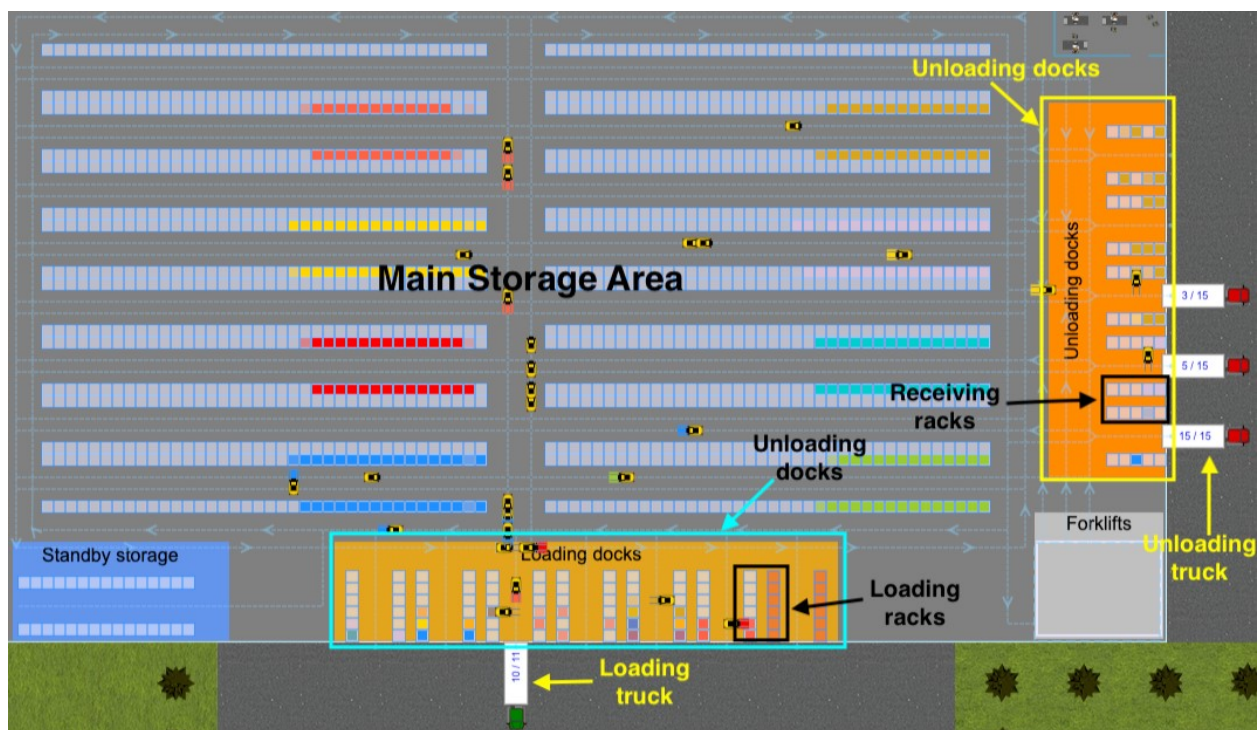 Unloading docks
Main Storage Area
Unloading docks
3 / 15
5 / 15
Receiving
racks
15 / 15
Unloading
docks
Forklifts
Unloading
truck
Standby storage
Loading docks
Loading
racks
10 / 11
Loading
truck